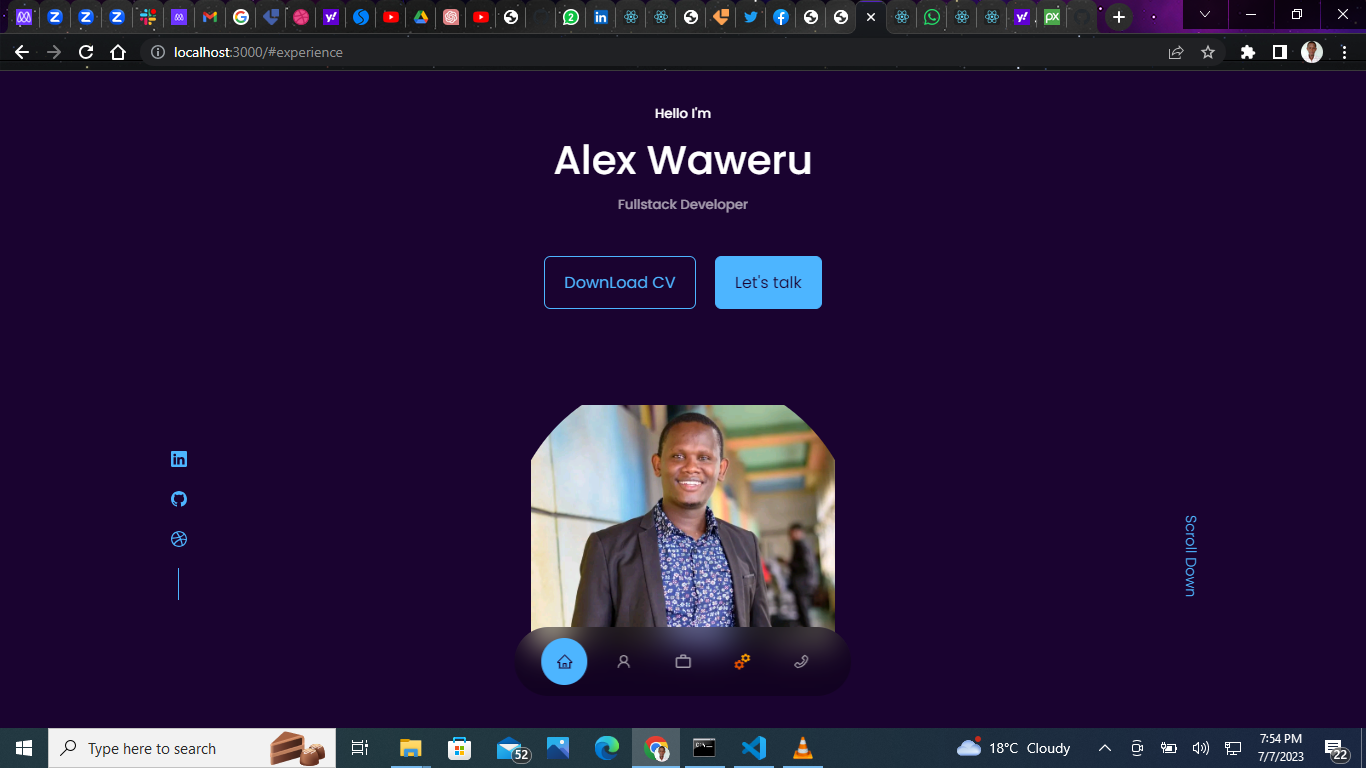 2
localhost:3000/#experience
Hello I'm
Alex Waweru
Fullstack Developer
DownLoad CV
Let's talk
Scroll Down
Type here to search
52
18°C Cloudy
7:54 PM
7/7/2023
22